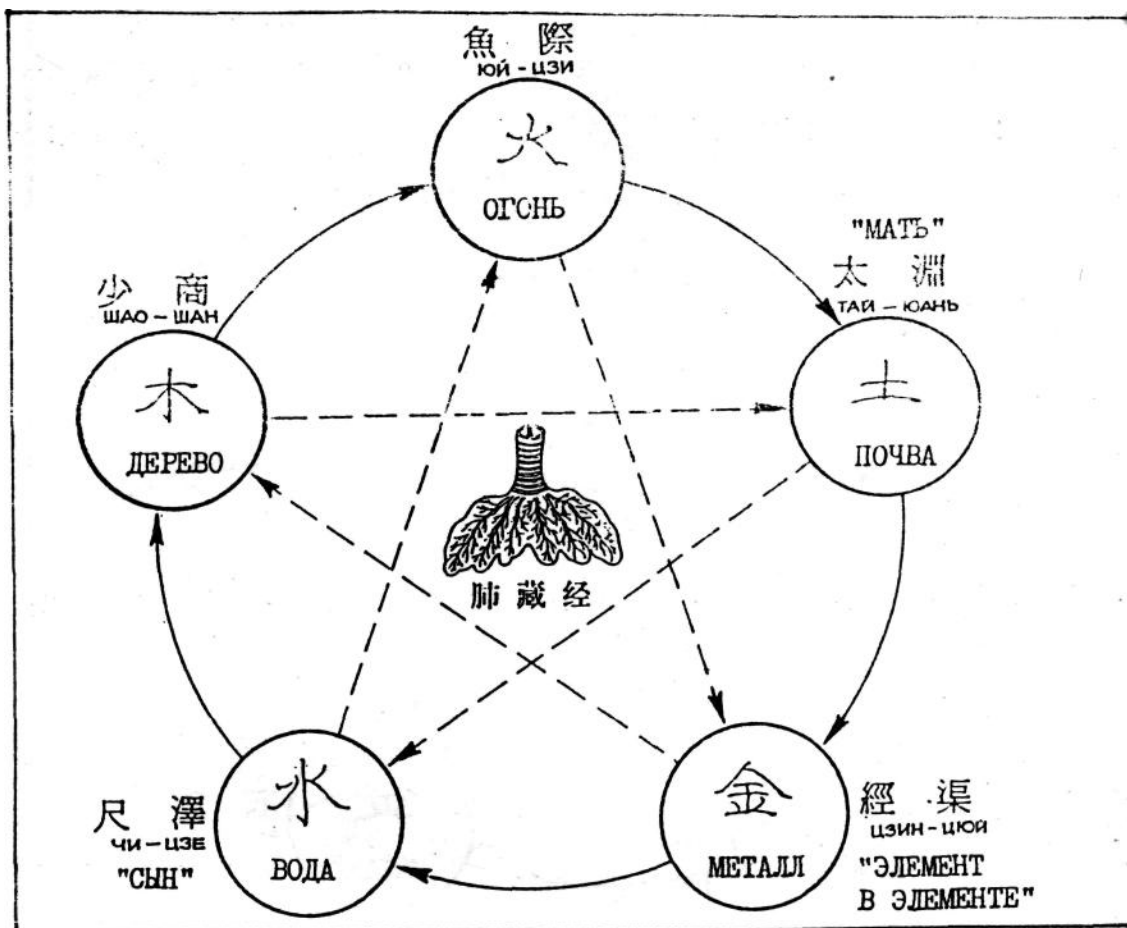 魚 際
ЮЙ - ЦЗИ
火
ОГОНЬ
"МАТЬ"
太 淵
ТАЙ - ЮАНЬ
土
ПОЧВА
少 商
ШАО - ШАН
木
ДЕРЕВО
肺 藏 经
尺 澤
ЧИ - ЦЗЕ
"СЫН"
水
ВОДА
金
МЕТАЛЛ
經 渠
ЦЗИН - ЦЮЙ
"ЭЛЕМЕНТ
В ЭЛЕМЕНТЕ"